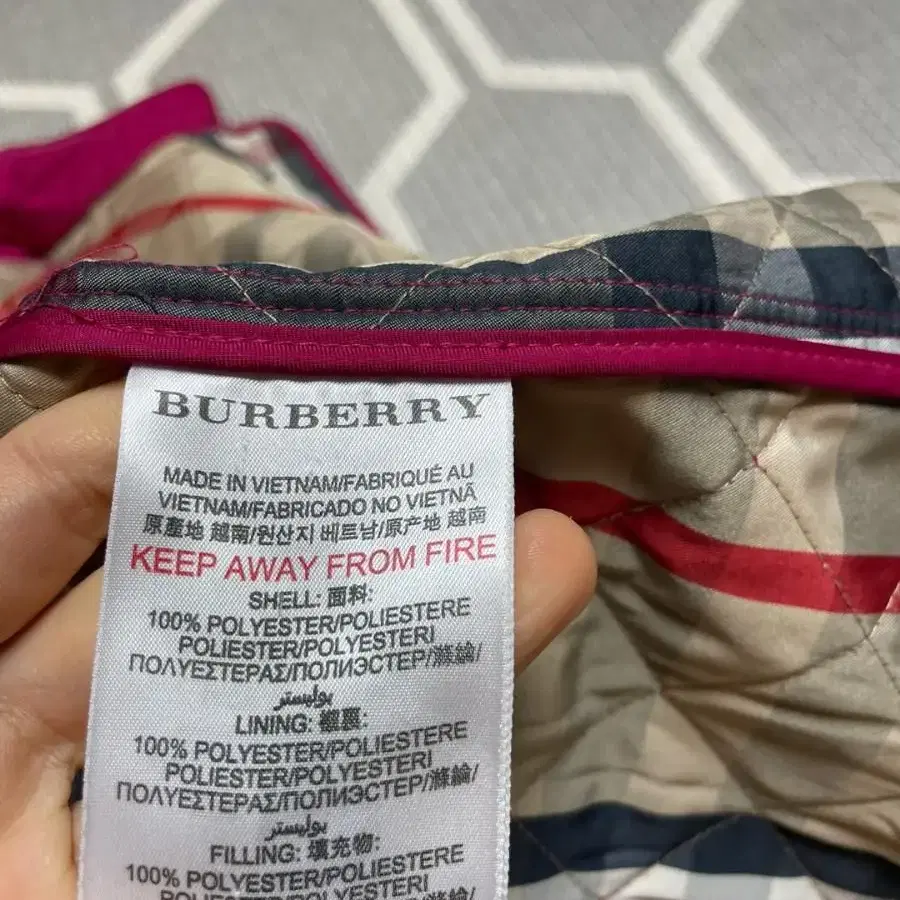 BURBERRY
MADE IN VIETNAM/FABRIQUÉ AU
VIETNAM/FABRICADO NO VIETNÃ
原產地 越南/원산지 베트남/原产地 越南
KEEP AWAY FROM FIRE
SHELL: 面料:
100% POLYESTER/POLIESTERE
POLIESTER/POLYESTERI
ΠΟΛΥΕΣΤΕΡΑΣ/ПОЛИЭСТЕР/滌綸/
بوليستر
LINING: 裡裏:
100% POLYESTER/POLIESTERE
POLIESTER/POLYESTERI
ΠΟΛΥΕΣΤΕΡΑΣ/ПОЛИЭСТЕР/滌綸/
بوليستر
FILLING: 填充物:
100% POLYESTER/POLIESTERE
POLIESTER/POLYESTERI